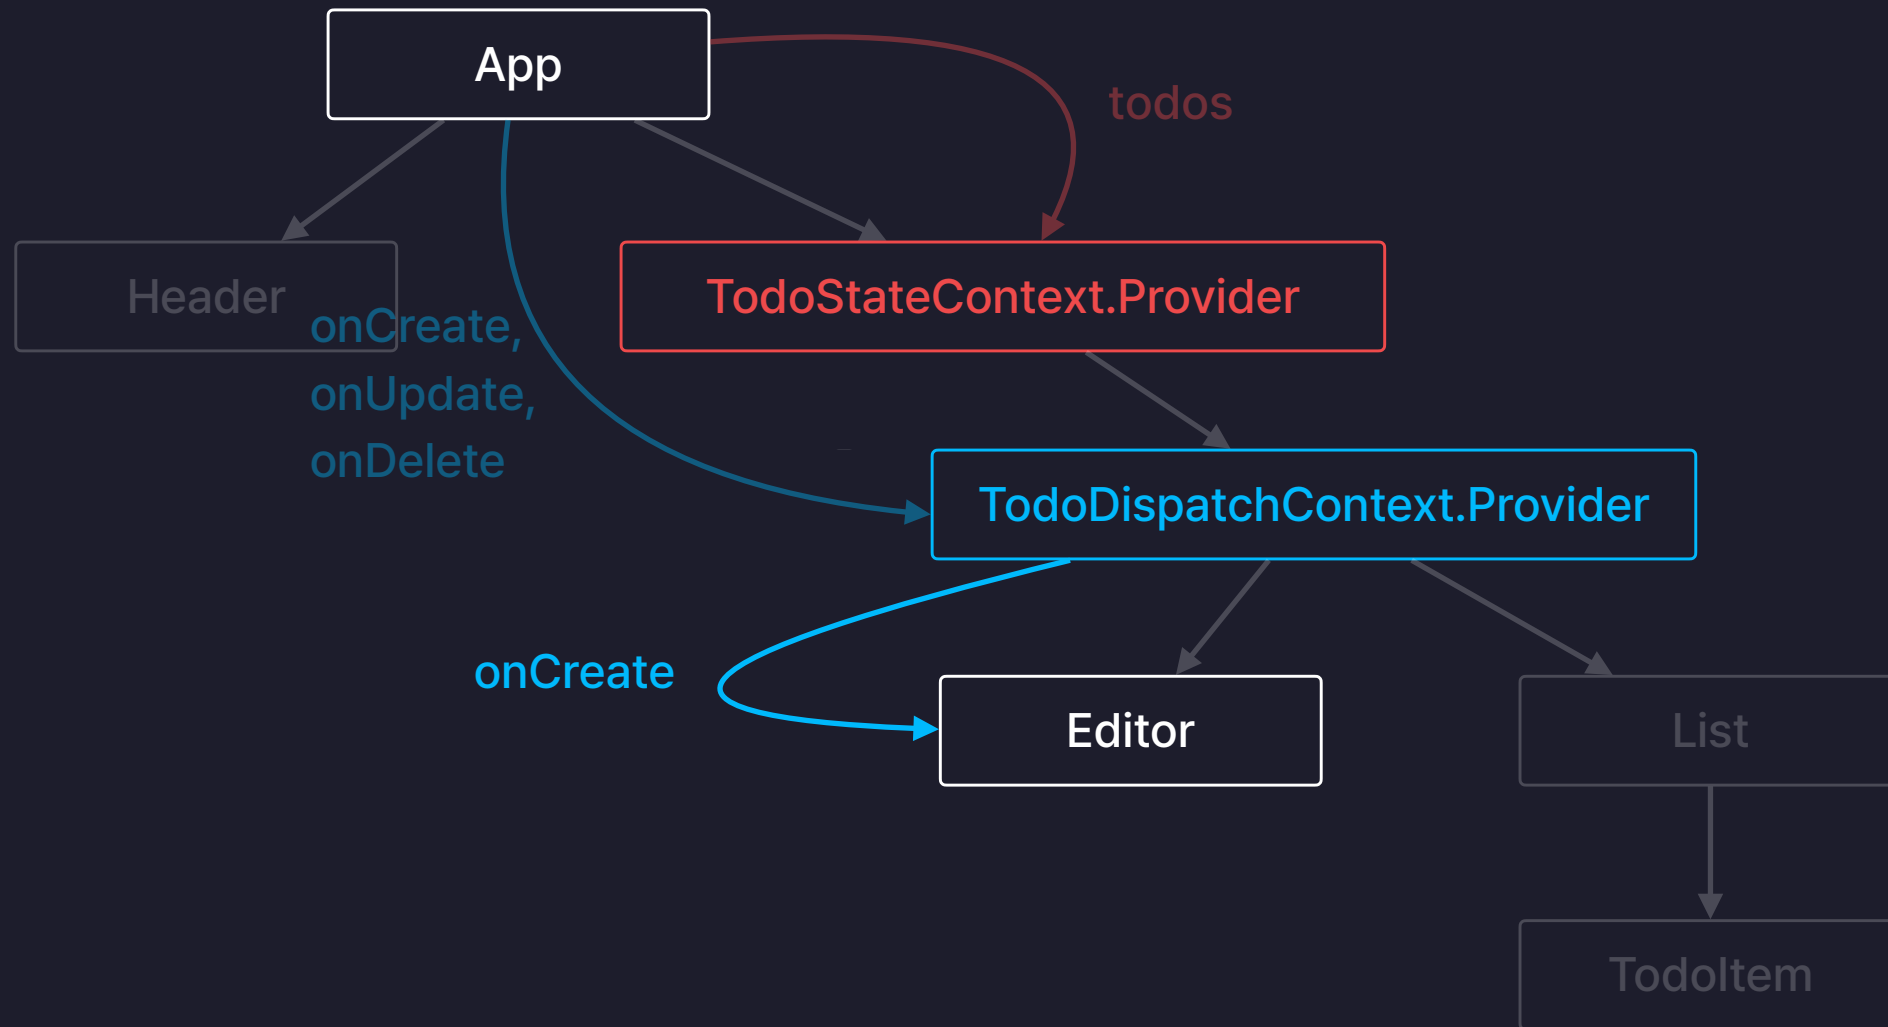 App
todos
Header
TodoStateContext.Provider
onCreate,
onUpdate,
onDelete
TodoDispatchContext.Provider
onCreate
Editor
List
TodoItem